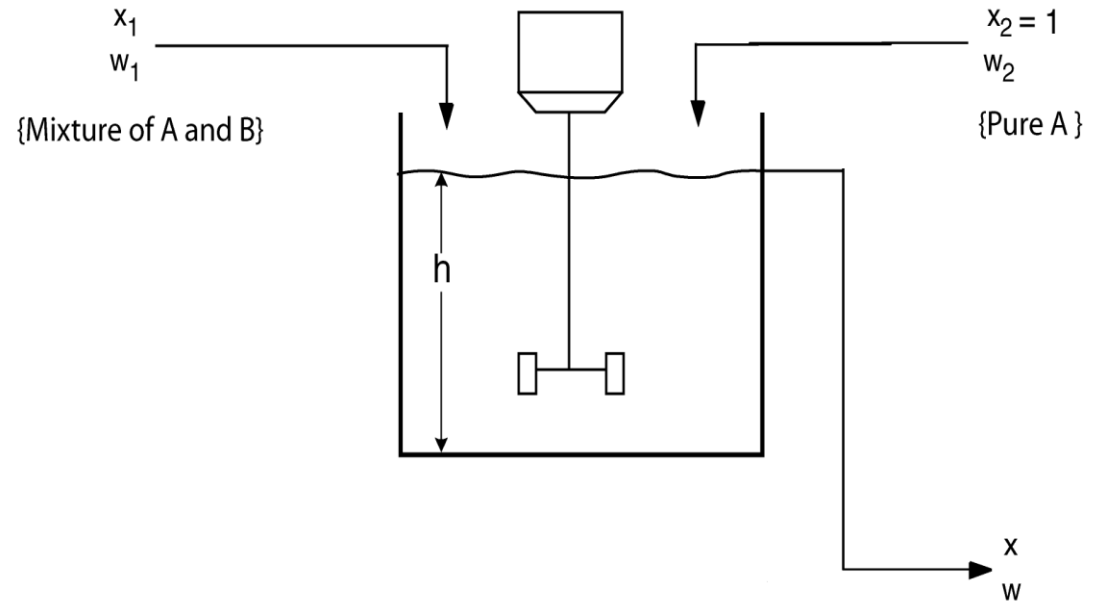 x₁
w₁
{Mixture of A and B}
x₂ = 1
w₂
{Pure A }
h
x
w